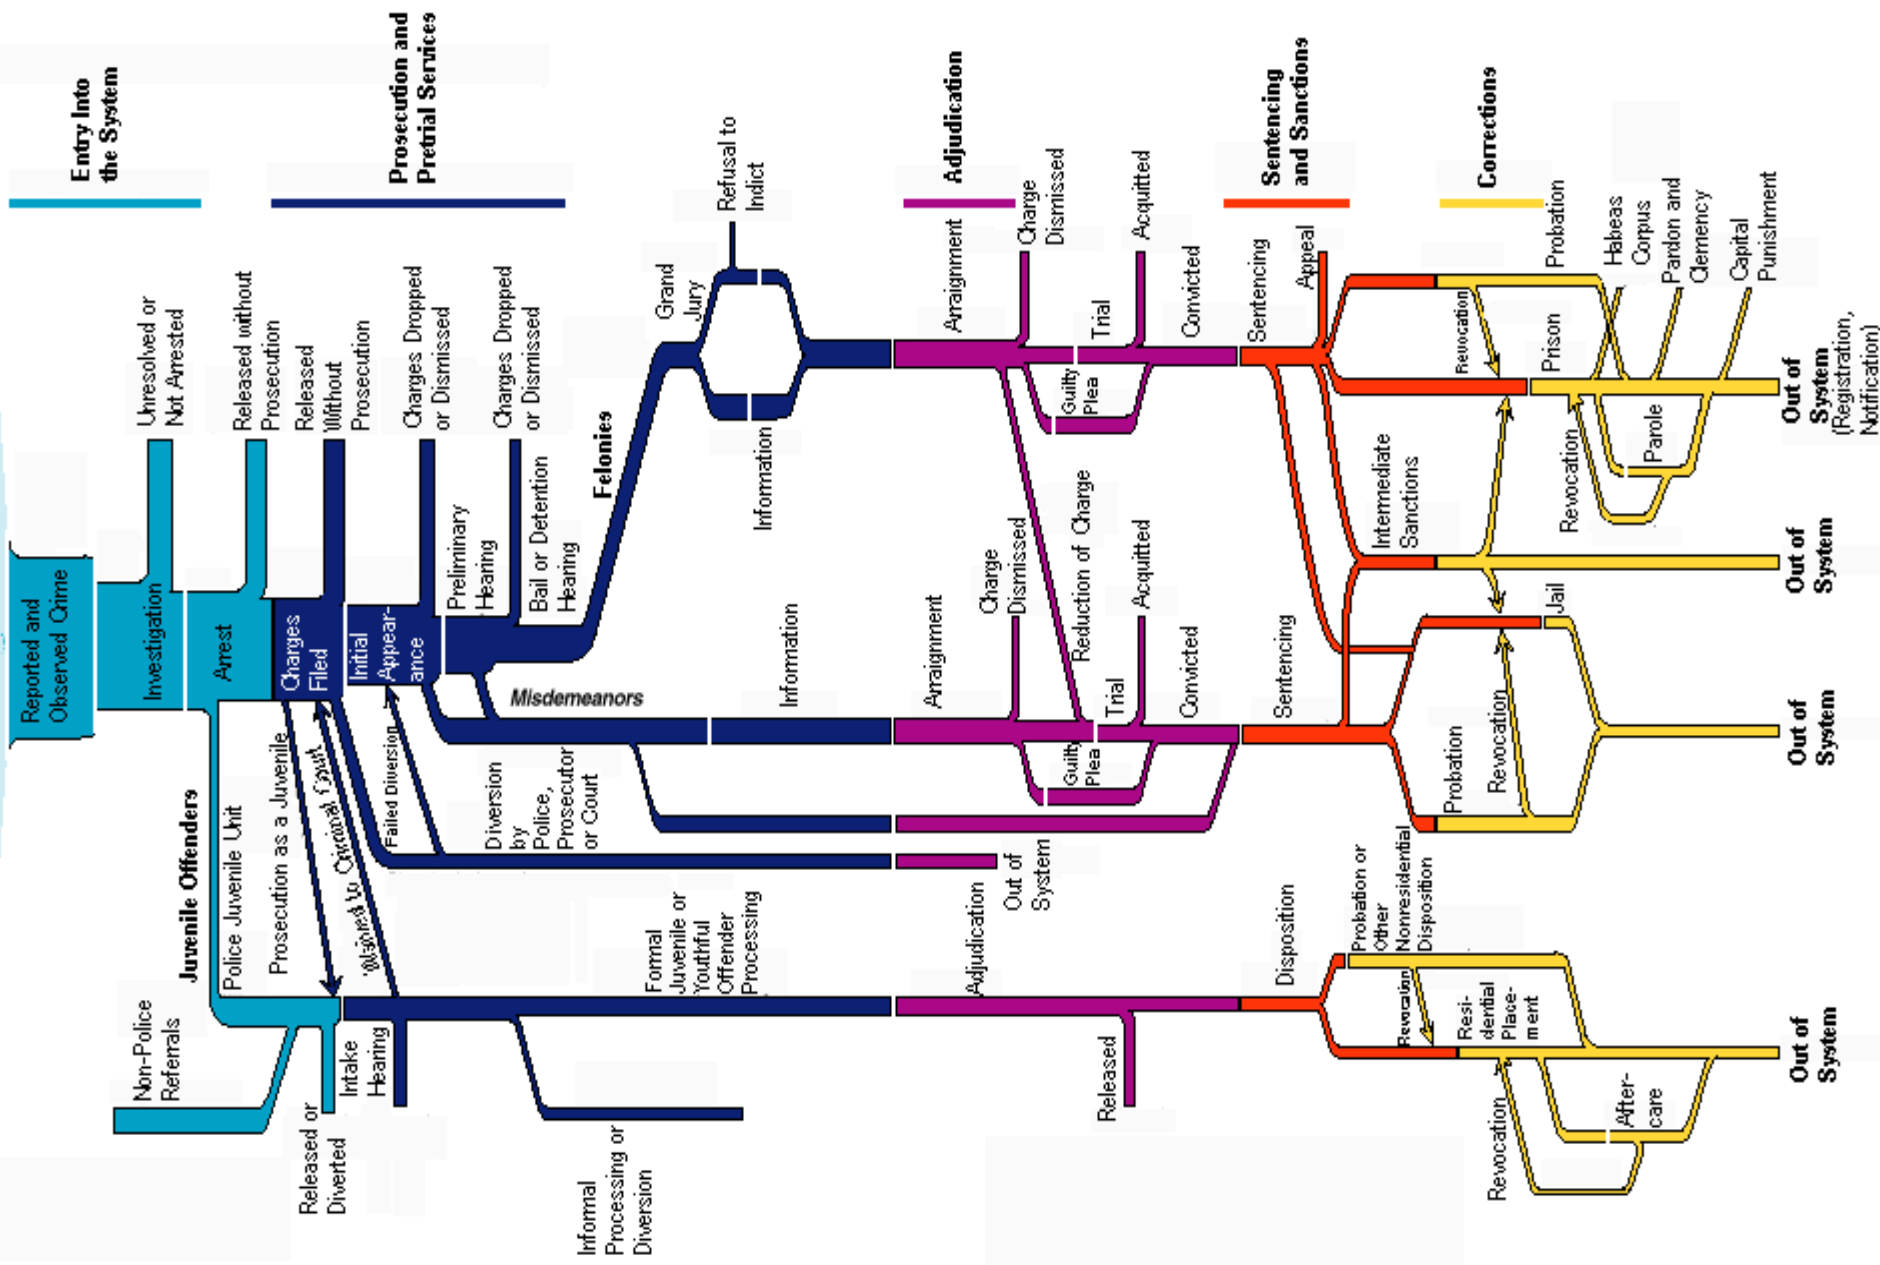 Entry Into
the System
Prosecution and
Pretrial Services
Adjudication
Sentencing
and Sanctions
Corrections
Reported and
Observed Crime
Investigation
Unresolved or
Not Arrested
Arrest
Released without
Prosecution
Charges
Filed
Released
Without
Prosecution
Initial
Appear-
ance
Charges Dropped
or Dismissed
Preliminary
Hearing
Charges Dropped
or Dismissed
Bail or Detention
Hearing
Felonies
Grand
Jury
Refusal to
Indict
Information
Arraignment
Charge
Dismissed
Trial
Guilty
Plea
Acquitted
Convicted
Reduction of Charge
Sentencing
Appeal
Probation
Revocation
Prison
Habeas
Corpus
Pardon and
Clemency
Capital
Punishment
Revocation
Parole
Out of
System
(Registration,
Notification)
Intermediate
Sanctions
Out of
System
Misdemeanors
Information
Arraignment
Charge
Dismissed
Trial
Guilty
Plea
Acquitted
Convicted
Sentencing
Jail
Probation
Revocation
Out of
System
Failed Diversion
Diversion
by
Police,
Prosecutor
or Court
Out of
System
Juvenile Offenders
Police Juvenile Unit
Prosecution as a Juvenile
Waived to Criminal Court
Non-Police
Referrals
Released or
Diverted
Intake
Hearing
Formal
Juvenile or
Youthful
Offender
Processing
Informal
Processing or
Diversion
Adjudication
Released
Disposition
Probation or
Other
Nonresidential
Disposition
Revocation
Resi-
dential
Place-
ment
Revocation
After-
care
Out of
System